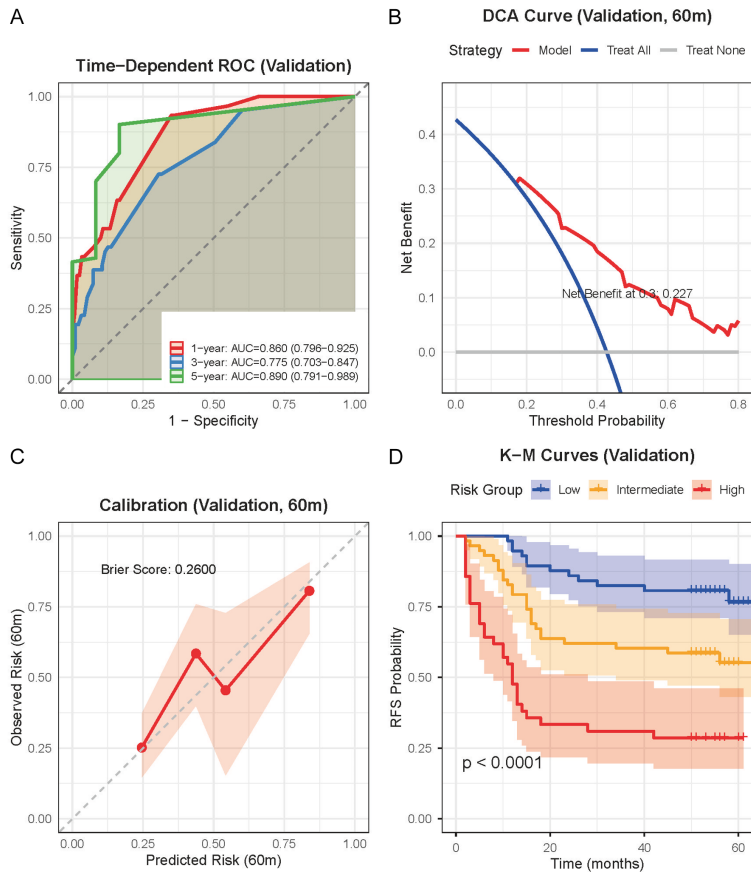 A
Time-Dependent ROC (Validation)
Sensitivity
1.00
0.75
0.50
0.25
0.00
1-year: AUC=0.860 (0.796-0.925)
3-year: AUC=0.775 (0.703-0.847)
5-year: AUC=0.890 (0.791-0.989)
0.00 0.25 0.50 0.75 1.00
1 - Specificity
B
DCA Curve (Validation, 60m)
Strategy Model Treat All Treat None
Net Benefit
0.4
0.3
0.2
0.1
0.0
Net Benefit at 0.3: 0.227
0.0 0.2 0.4 0.6 0.8
Threshold Probability
C
Calibration (Validation, 60m)
Brier Score: 0.2600
Observed Risk (60m)
1.00
0.75
0.50
0.25
0.00
0.00 0.25 0.50 0.75 1.00
Predicted Risk (60m)
D
K-M Curves (Validation)
Risk Group Low Intermediate High
RFS Probability
1.00
0.75
0.50
0.25
0.00
p < 0.0001
0 20 40 60
Time (months)